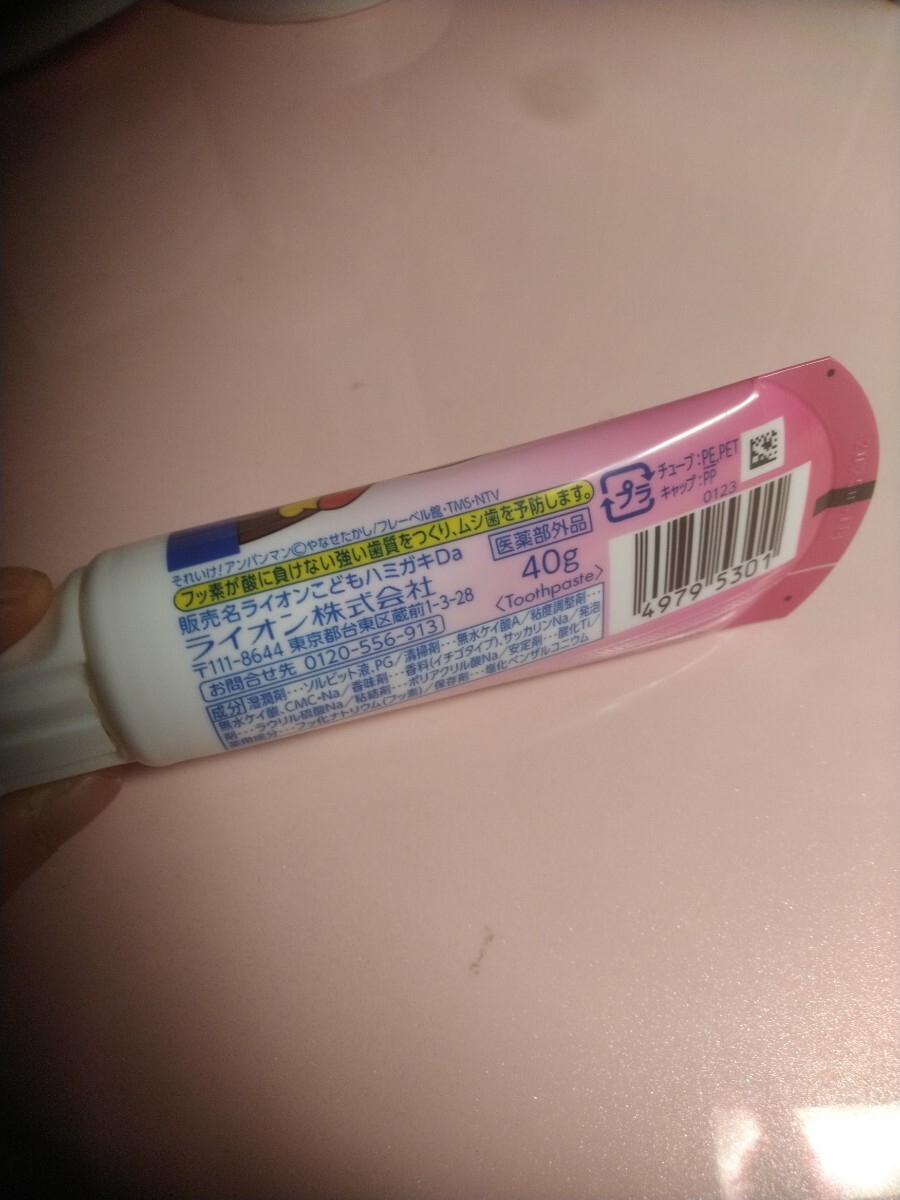 それいけ!アンパンマン©やなせたかし/フレーベル館・TMS・NTV
フッ素が酸に負けない強い歯質をつくり、ムシ歯を予防します。
販売名ライオンこどもハミガキDa
ライオン株式会社
〒111-8644 東京都台東区蔵前1-3-28
お問合せ先 0120-556-913
成分 湿潤剤…ソルビット液、PG/清掃剤…無水ケイ酸A/粘度調整剤…
無水ケイ酸、CMC・Na/香味剤…香料(イチゴタイプ)、サッカリンNa/発泡
剤…ラウリル硫酸Na/粘結剤…ポリアクリル酸Na/安定剤…酸化Ti/
薬用成分…フッ化ナトリウム(フッ素)/保存剤…塩化ベンザルコニウム
医薬部外品
40g
〈Toothpaste〉
プラ
チューブ:PE,PET
キャップ:PP
0123
4979 5301